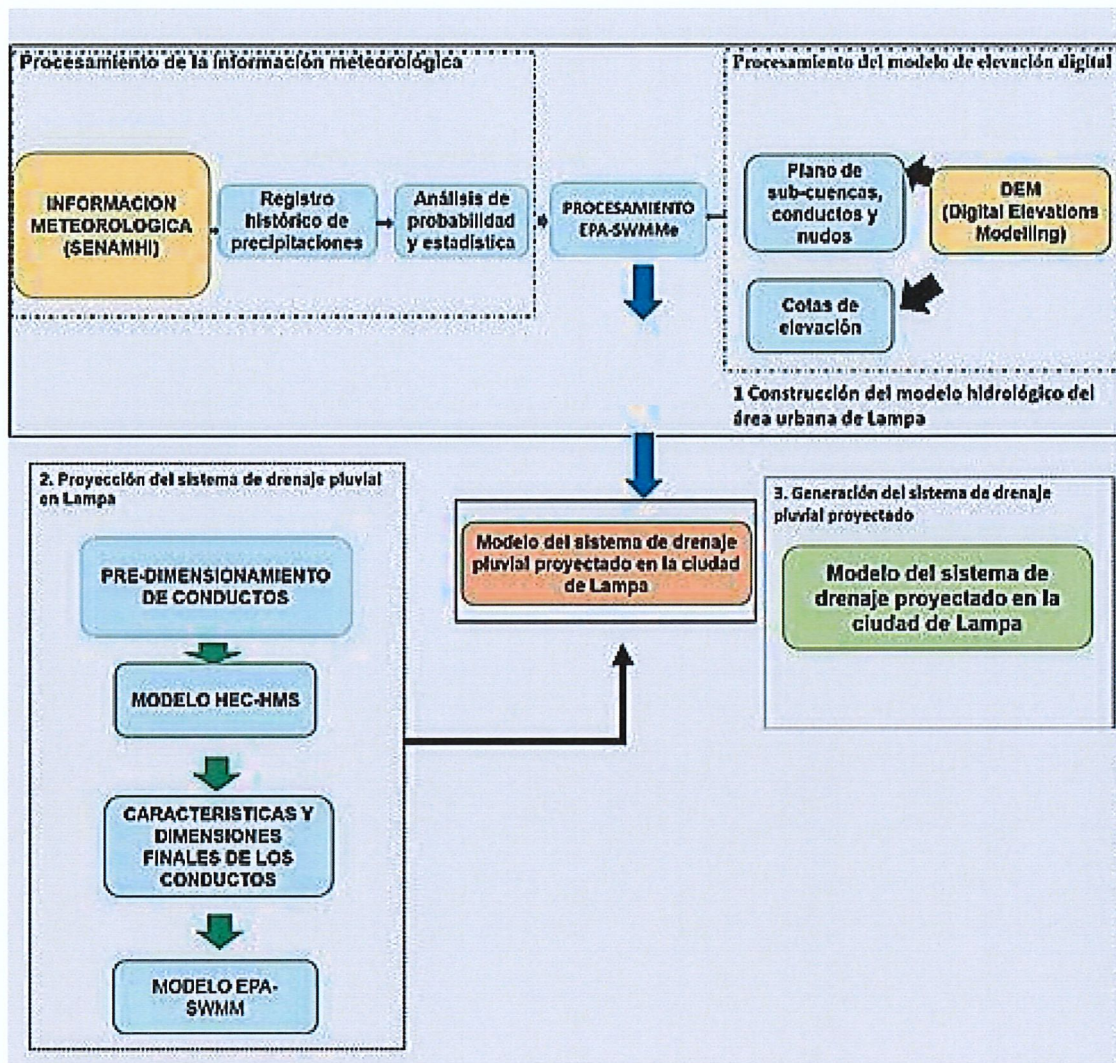 Procesamiento de la información meteorológica
INFORMACION
METEOROLOGICA
(SENAMHI)
Registro
histórico de
precipitaciones
Análisis de
probabilidad
y estadística
PROCESAMIENTO
EPA-SWMMe
Procesamiento del modelo de elevación digital
Plano de
sub-cuencas,
conductos y
nudos
DEM
(Digital Elevations
Modelling)
Cotas de
elevación
1 Construcción del modelo hidrológico del
área urbana de Lampa
2. Proyección del sistema de drenaje pluvial
en Lampa
PRE-DIMENSIONAMIENTO
DE CONDUCTOS
MODELO HEC-HMS
CARACTERISTICAS Y
DIMENSIONES
FINALES DE LOS
CONDUCTOS
MODELO EPA-
SWMM
Modelo del sistema de drenaje
pluvial proyectado en la ciudad
de Lampa
3. Generación del sistema de drenaje
pluvial proyectado
Modelo del sistema de
drenaje proyectado en la
ciudad de Lampa